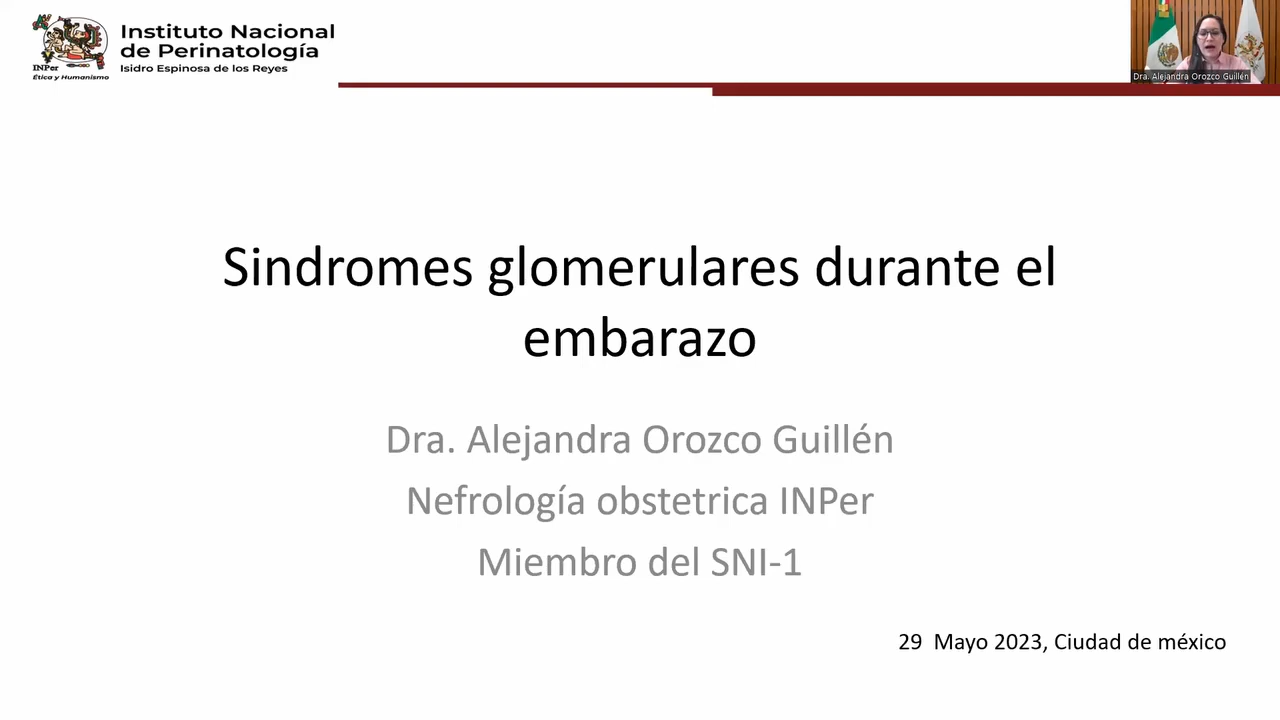 Instituto Nacional
de Perinatología
Isidro Espinosa de los Reyes
INPer
Ética y Humanismo
Dra. Alejandra Orozco Guillén
Sindromes glomerulares durante el
embarazo
Dra. Alejandra Orozco Guillén
Nefrología obstetrica INPer
Miembro del SNI-1
29 Mayo 2023, Ciudad de méxico